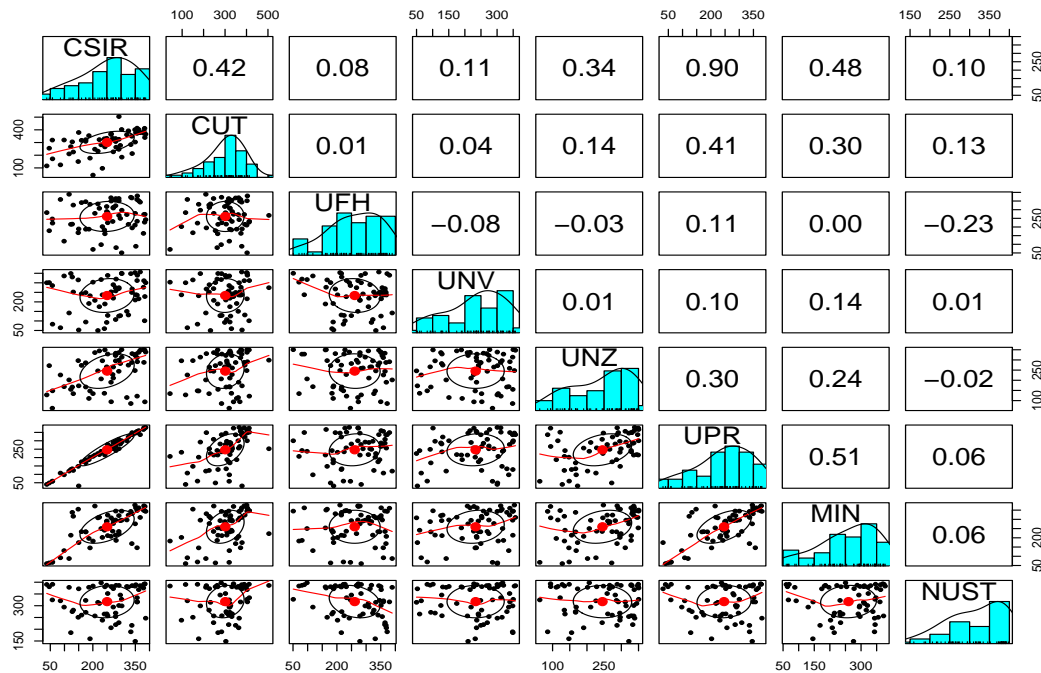 100 300 500 100 200 300 50 150 250 350 150 250 350
CSIR 0.42 0.08 0.11 0.34 0.90 0.48 0.10 50 250
100 400 CUT 0.01 0.04 0.14 0.41 0.30 0.13
UFH −0.08 −0.03 0.11 0.00 −0.23 50 250
50 200 UNV 0.01 0.10 0.14 0.01
UNZ 0.30 0.24 −0.02 100 250
50 250 UPR 0.51 0.06
MIN 0.06 50 200
150 300 NUST
50 200 350 50 200 350 100 250 50 200 350